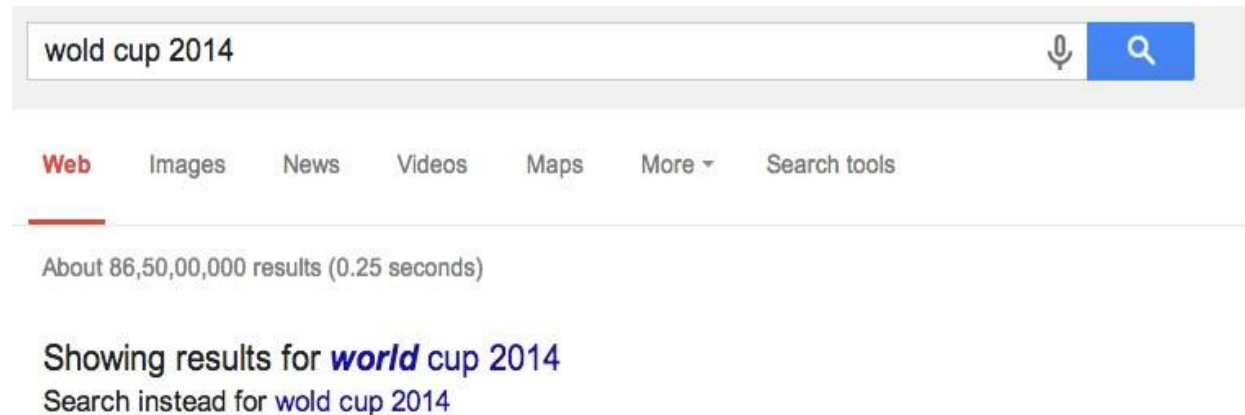 wold cup 2014
Web Images News Videos Maps More Search tools
About 86,50,00,000 results (0.25 seconds)
Showing results for world cup 2014
Search instead for wold cup 2014